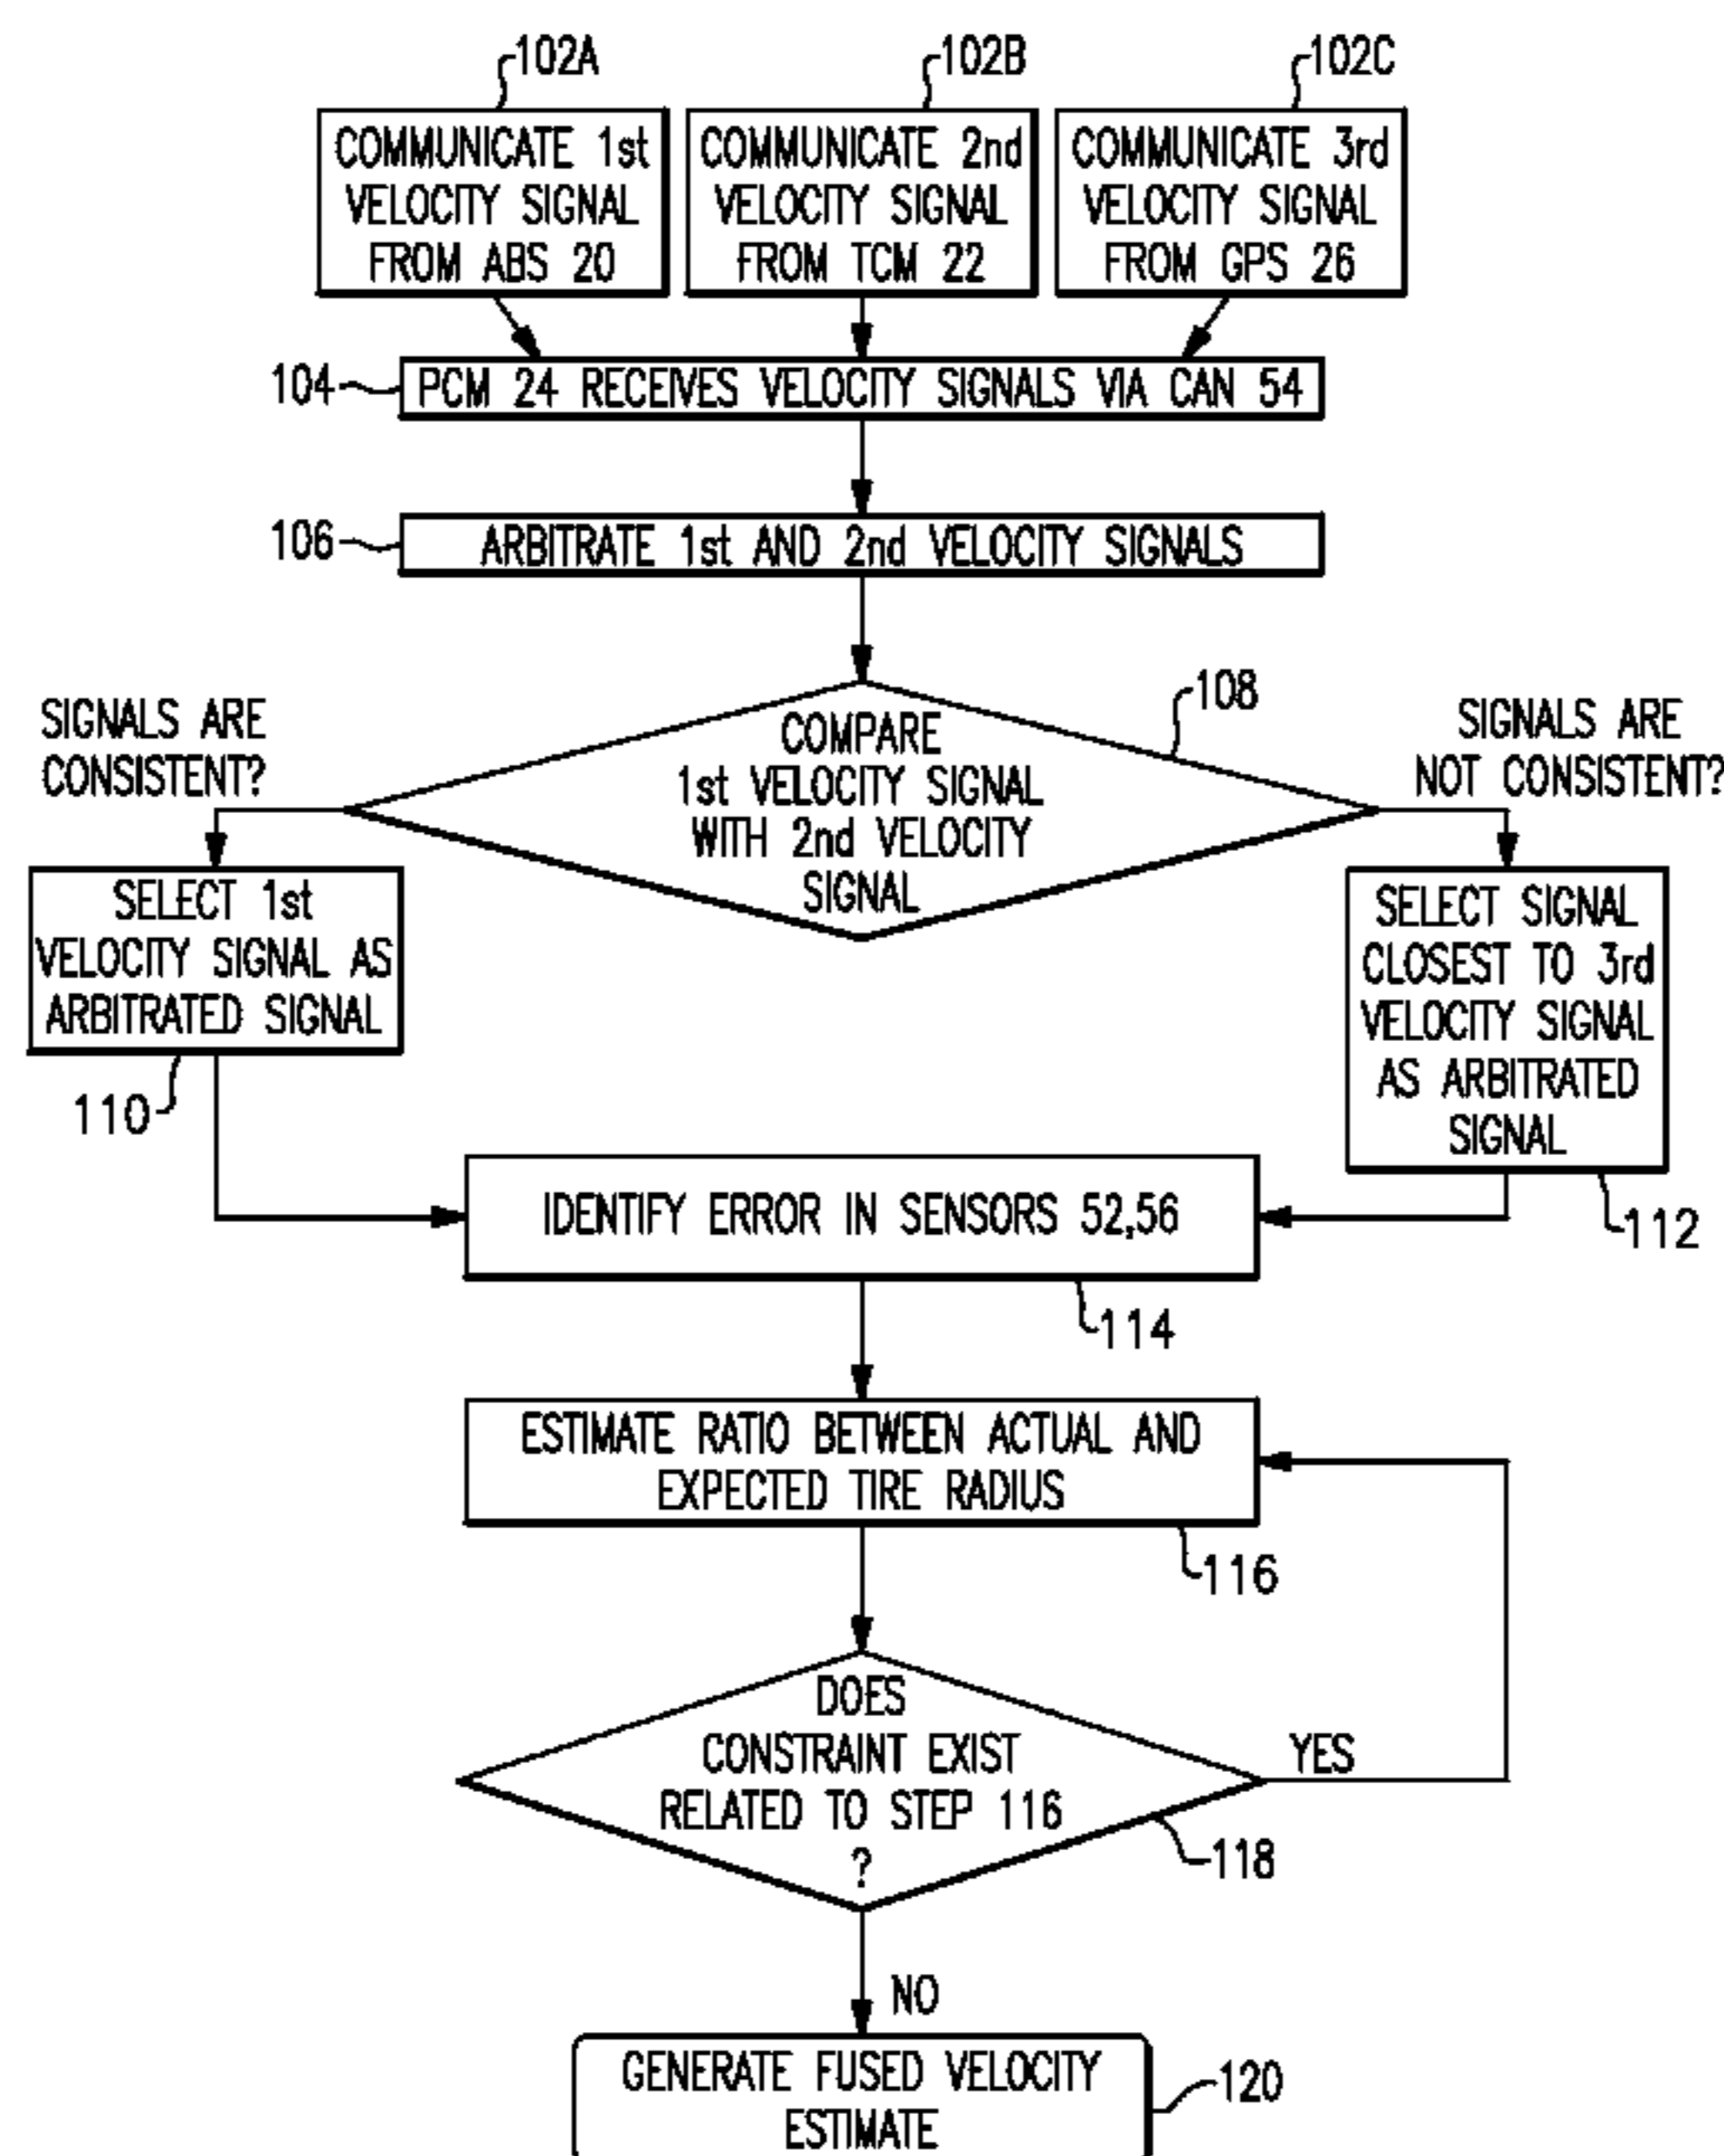 102A
102B
102C
COMMUNICATE 1st
VELOCITY SIGNAL
FROM ABS 20
COMMUNICATE 2nd
VELOCITY SIGNAL
FROM TCM 22
COMMUNICATE 3rd
VELOCITY SIGNAL
FROM GPS 26
104
PCM 24 RECEIVES VELOCITY SIGNALS VIA CAN 54
106
ARBITRATE 1st AND 2nd VELOCITY SIGNALS
108
SIGNALS ARE
CONSISTENT?
COMPARE
1st VELOCITY SIGNAL
WITH 2nd VELOCITY
SIGNAL
SIGNALS ARE
NOT CONSISTENT?
SELECT 1st
VELOCITY SIGNAL AS
ARBITRATED SIGNAL
110
SELECT SIGNAL
CLOSEST TO 3rd
VELOCITY SIGNAL
AS ARBITRATED
SIGNAL
112
IDENTIFY ERROR IN SENSORS 52,56
114
ESTIMATE RATIO BETWEEN ACTUAL AND
EXPECTED TIRE RADIUS
116
DOES
CONSTRAINT EXIST
RELATED TO STEP 116
?
YES
118
NO
GENERATE FUSED VELOCITY
ESTIMATE
120